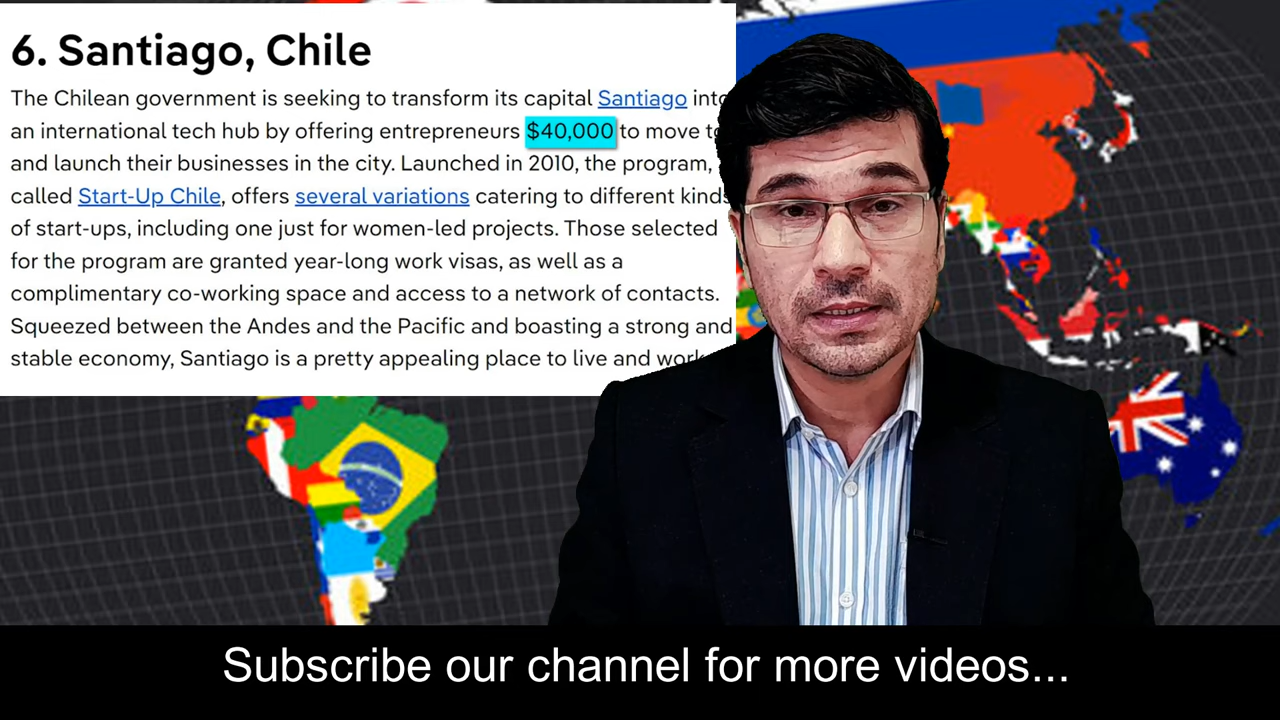 6. Santiago, Chile
The Chilean government is seeking to transform its capital Santiago into
an international tech hub by offering entrepreneurs $40,000 to move to
and launch their businesses in the city. Launched in 2010, the program,
called Start-Up Chile, offers several variations catering to different kinds
of start-ups, including one just for women-led projects. Those selected
for the program are granted year-long work visas, as well as a
complimentary co-working space and access to a network of contacts.
Squeezed between the Andes and the Pacific and boasting a strong and
stable economy, Santiago is a pretty appealing place to live and work
Subscribe our channel for more videos...